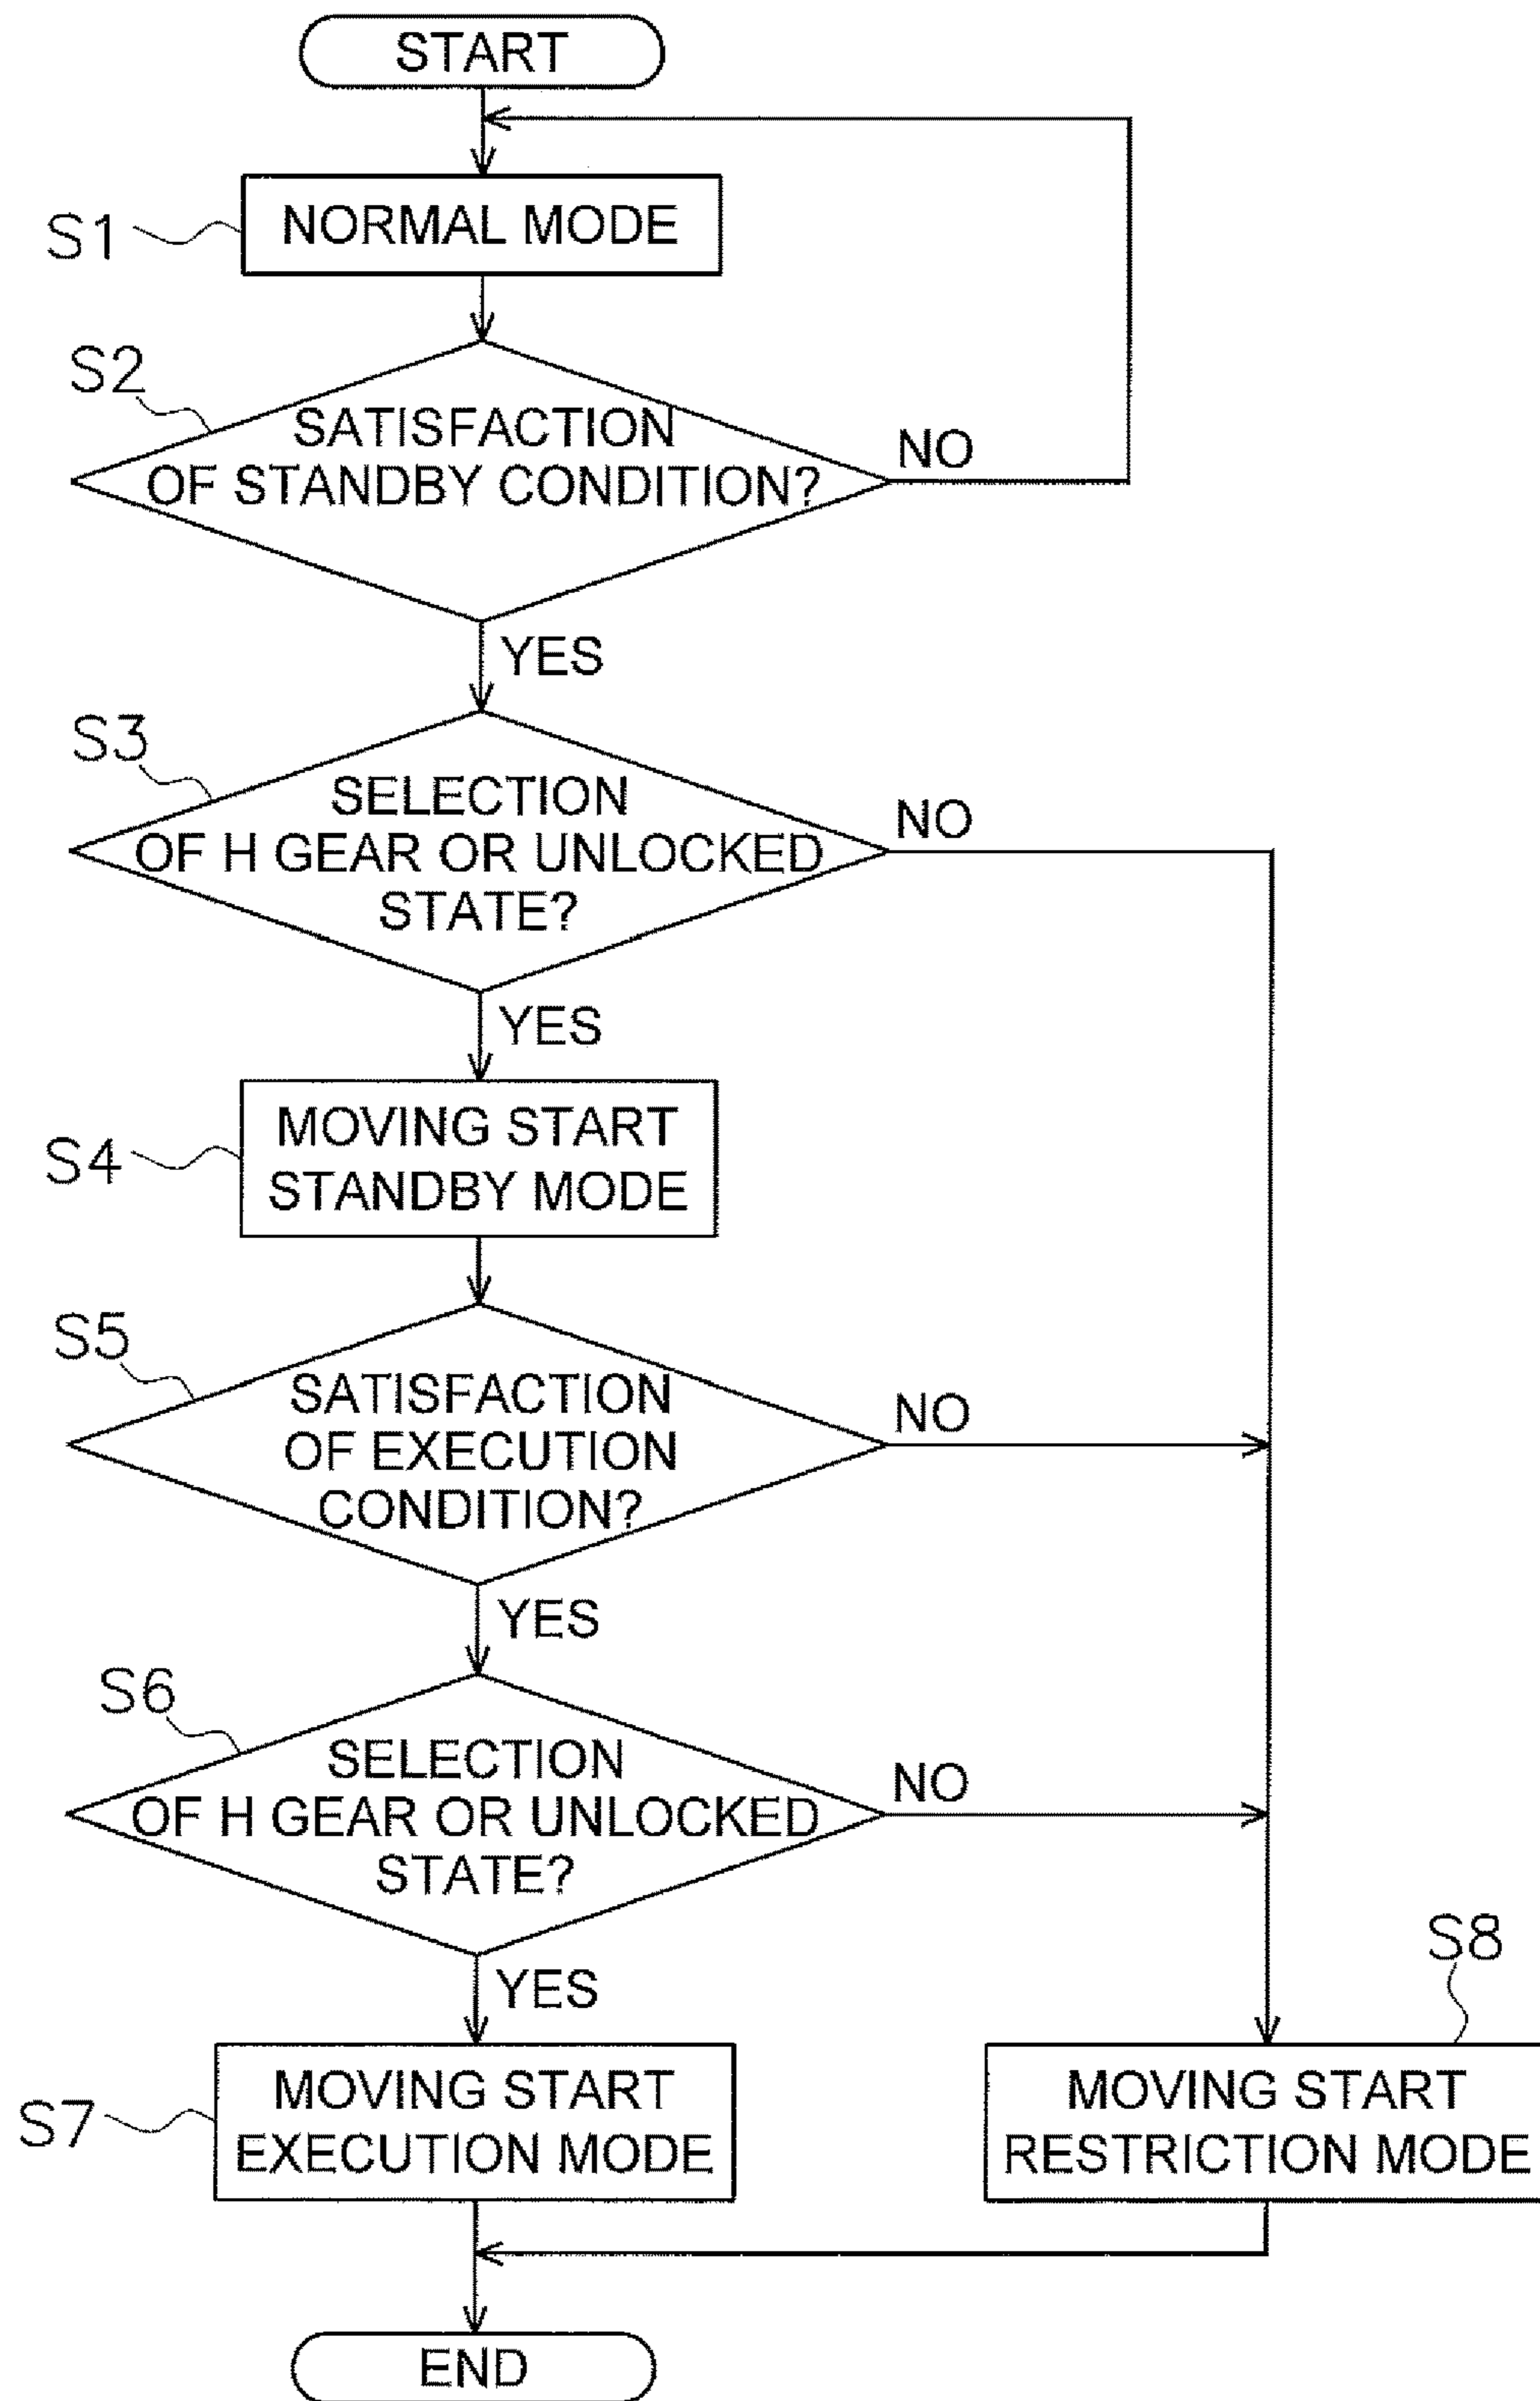 START
S1
NORMAL MODE
S2
SATISFACTION
OF STANDBY CONDITION?
NO
YES
S3
SELECTION
OF H GEAR OR UNLOCKED
STATE?
NO
YES
S4
MOVING START
STANDBY MODE
S5
SATISFACTION
OF EXECUTION
CONDITION?
NO
YES
S6
SELECTION
OF H GEAR OR UNLOCKED
STATE?
NO
YES
S7
MOVING START
EXECUTION MODE
S8
MOVING START
RESTRICTION MODE
END